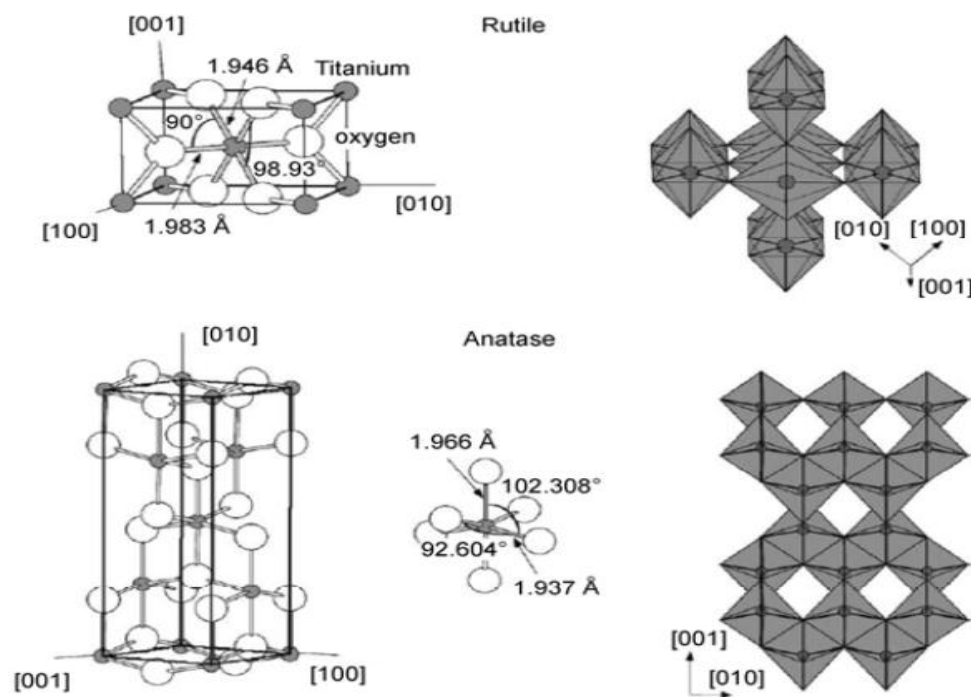 Rutile
[001]
1.946 Å
Titanium
90°
oxygen
98.93°
[010]
[100]
1.983 Å
[010]
[100]
[001]
Anatase
[010]
1.966 Å
102.308°
92.604°
1.937 Å
[001]
[100]
[001]
[010]